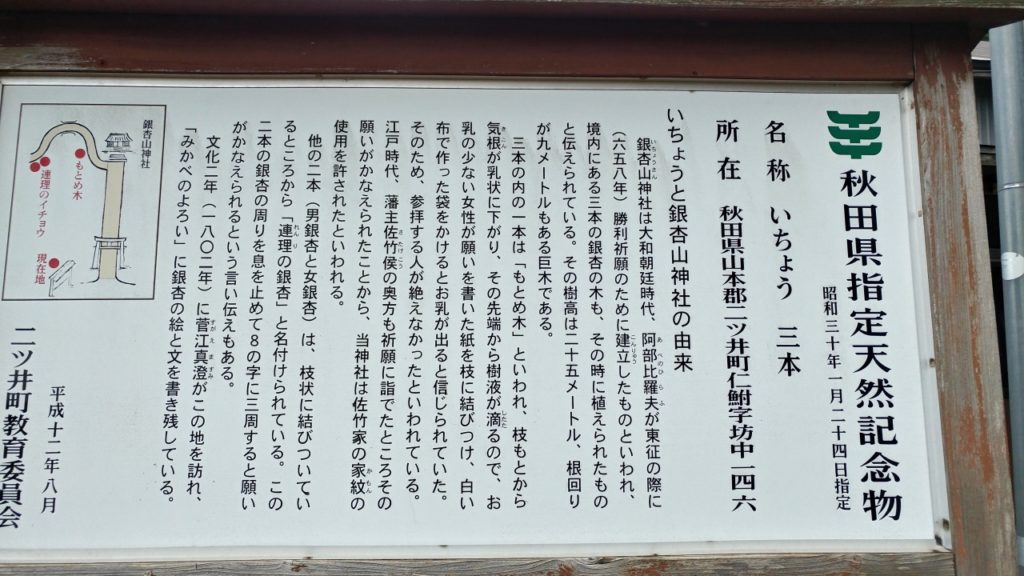 秋田県指定天然記念物
昭和三十年一月二十四日指定
名称 いちょう 三本
所在 秋田県山本郡二ツ井町仁鮒字坊中一四六
いちょうと銀杏山神社の由来
銀杏山神社は大和朝廷時代、阿部比羅夫が東征の際に
(六五八年)勝利祈願のために建立したものといわれ、
境内にある三本の銀杏の木も、その時に植えられたもの
と伝えられている。その樹高は二十五メートル、根回り
が九メートルもある巨木である。
三本の内の一本は「もとめ木」といわれ、枝もとから
気根が乳状に下がり、その先端から樹液が滴るので、お
乳の少ない女性が願いを書いた紙を枝に結びつけ、白い
布で作った袋をかけるとお乳が出ると信じられていた。
そのため、参拝する人が絶えなかったといわれている。
江戸時代、藩主佐竹侯の奥方も祈願に詣でたところその
願いがかなえられたことから、当神社は佐竹家の家紋の
使用を許されたといわれる。
他の二本(男銀杏と女銀杏)は、枝状に結びついてい
るところから「連理の銀杏」と名付けられている。この
二本の銀杏の周りを息を止めて8の字に三周すると願い
がかなえられるという言い伝えもある。
文化二年(一八〇二年)に菅江真澄がこの地を訪れ、
「みかべのよろい」に銀杏の絵と文を書き残している。
平成十二年八月
二ツ井町教育委員会
銀杏山神社
もとめ木
連理のイチョウ
現在地